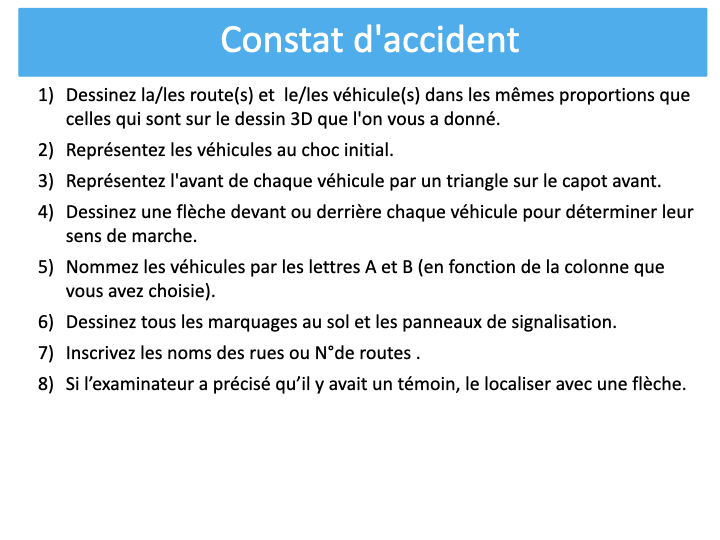 Constat d'accident
1) Dessinez la/les route(s) et  le/les véhicule(s) dans les mêmes proportions que
celles qui sont sur le dessin 3D que l'on vous a donné.
2) Représentez les véhicules au choc initial.
3) Représentez l'avant de chaque véhicule par un triangle sur le capot avant.
4) Dessinez une flèche devant ou derrière chaque véhicule pour déterminer leur
sens de marche.
5) Nommez les véhicules par les lettres A et B (en fonction de la colonne que
vous avez choisie).
6) Dessinez tous les marquages au sol et les panneaux de signalisation.
7) Inscrivez les noms des rues ou N°de routes .
8) Si l’examinateur a précisé qu’il y avait un témoin, le localiser avec une flèche.